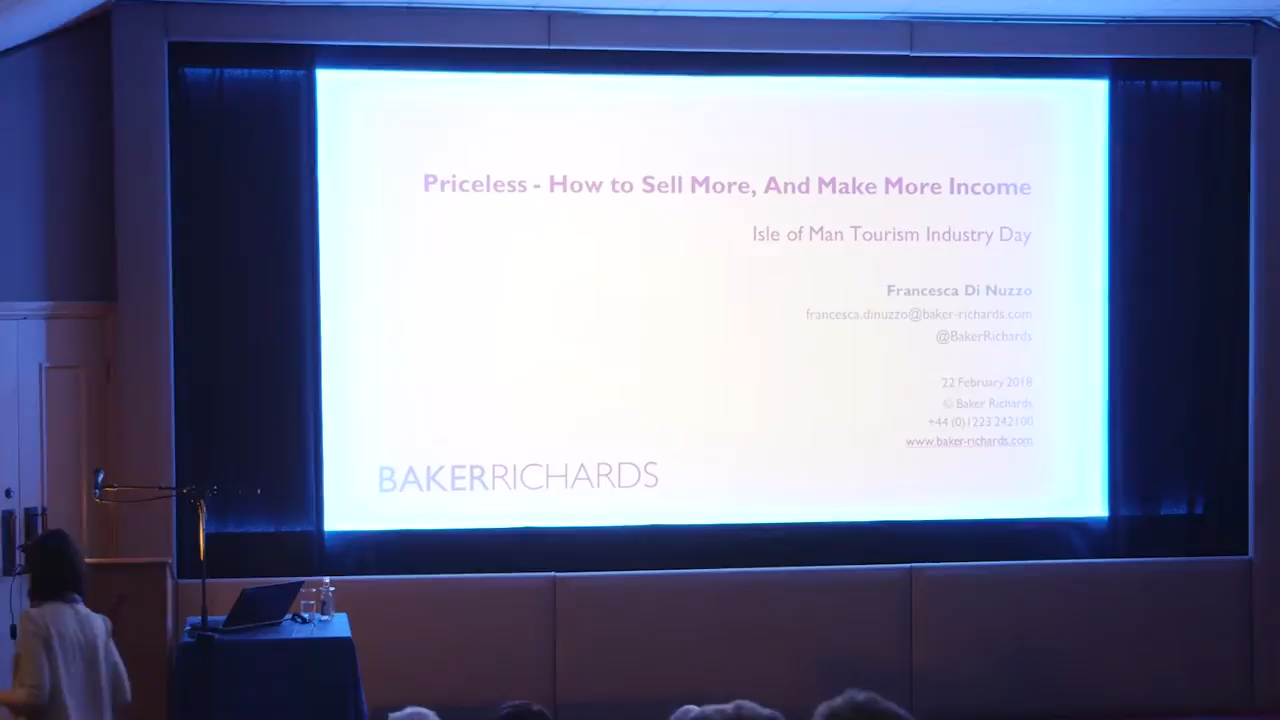 Priceless - How to Sell More, And Make More Income
Isle of Man Tourism Industry Day
Francesca Di Nuzzo
francesca.dinuzzo@baker-richards.com
@BakerRichards
22 February 2018
© Baker Richards
+44 (0)1223 242100
www.baker-richards.com
BAKERRICHARDS